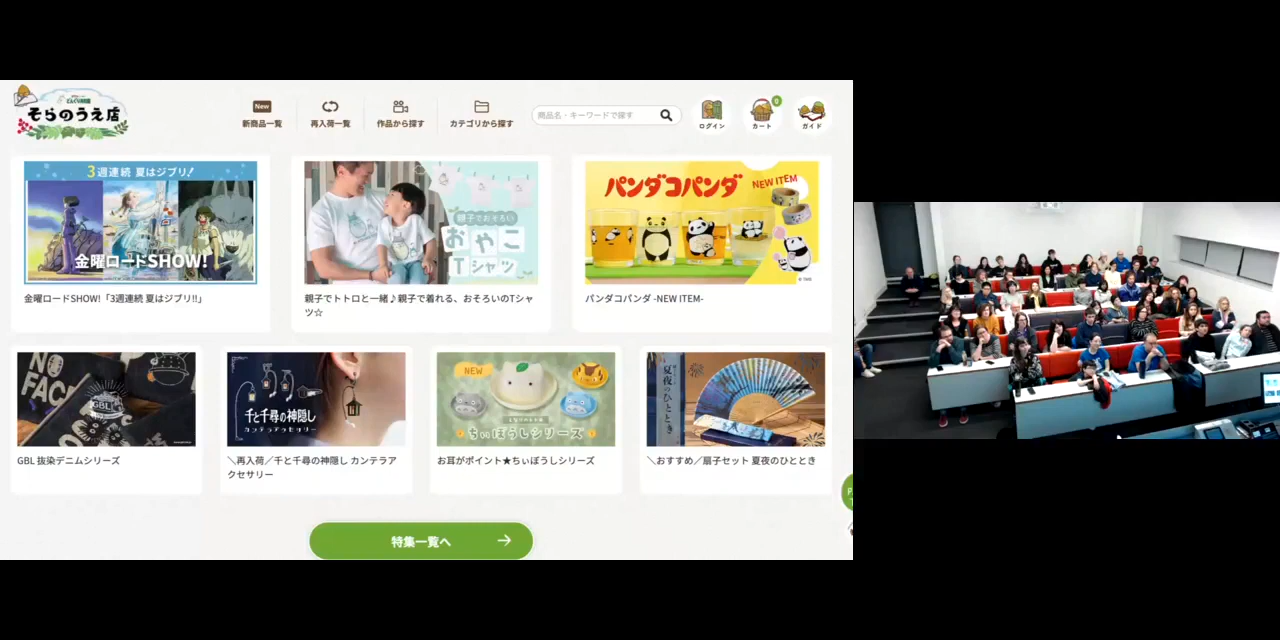 どんぐり共和国
そらのうえ店
New
新商品一覧
再入荷一覧
作品から探す
カテゴリから探す
商品名・キーワードで探す
ログイン
0
カート
ガイド
3週連続 夏はジブリ!
金曜ロードSHOW!
金曜ロードSHOW!「3週連続 夏はジブリ!!」
親子でおそろい
おやこ
Tシャツ
親子でトトロと一緒♪親子で着れる、おそろいのTシャ
ツ☆
パンダコパンダ
NEW ITEM
パンダコパンダ -NEW ITEM-
NO
FACE
GBL
GBL 抜染デニムシリーズ
千と千尋の神隠し
カンテラアクセサリー
＼再入荷／千と千尋の神隠し カンテラア
クセサリー
NEW
となりのトトロ
ちぃぼうしシリーズ
お耳がポイント★ちぃぼうしシリーズ
夏夜のひととき
＼おすすめ／扇子セット 夏夜のひととき
特集一覧へ